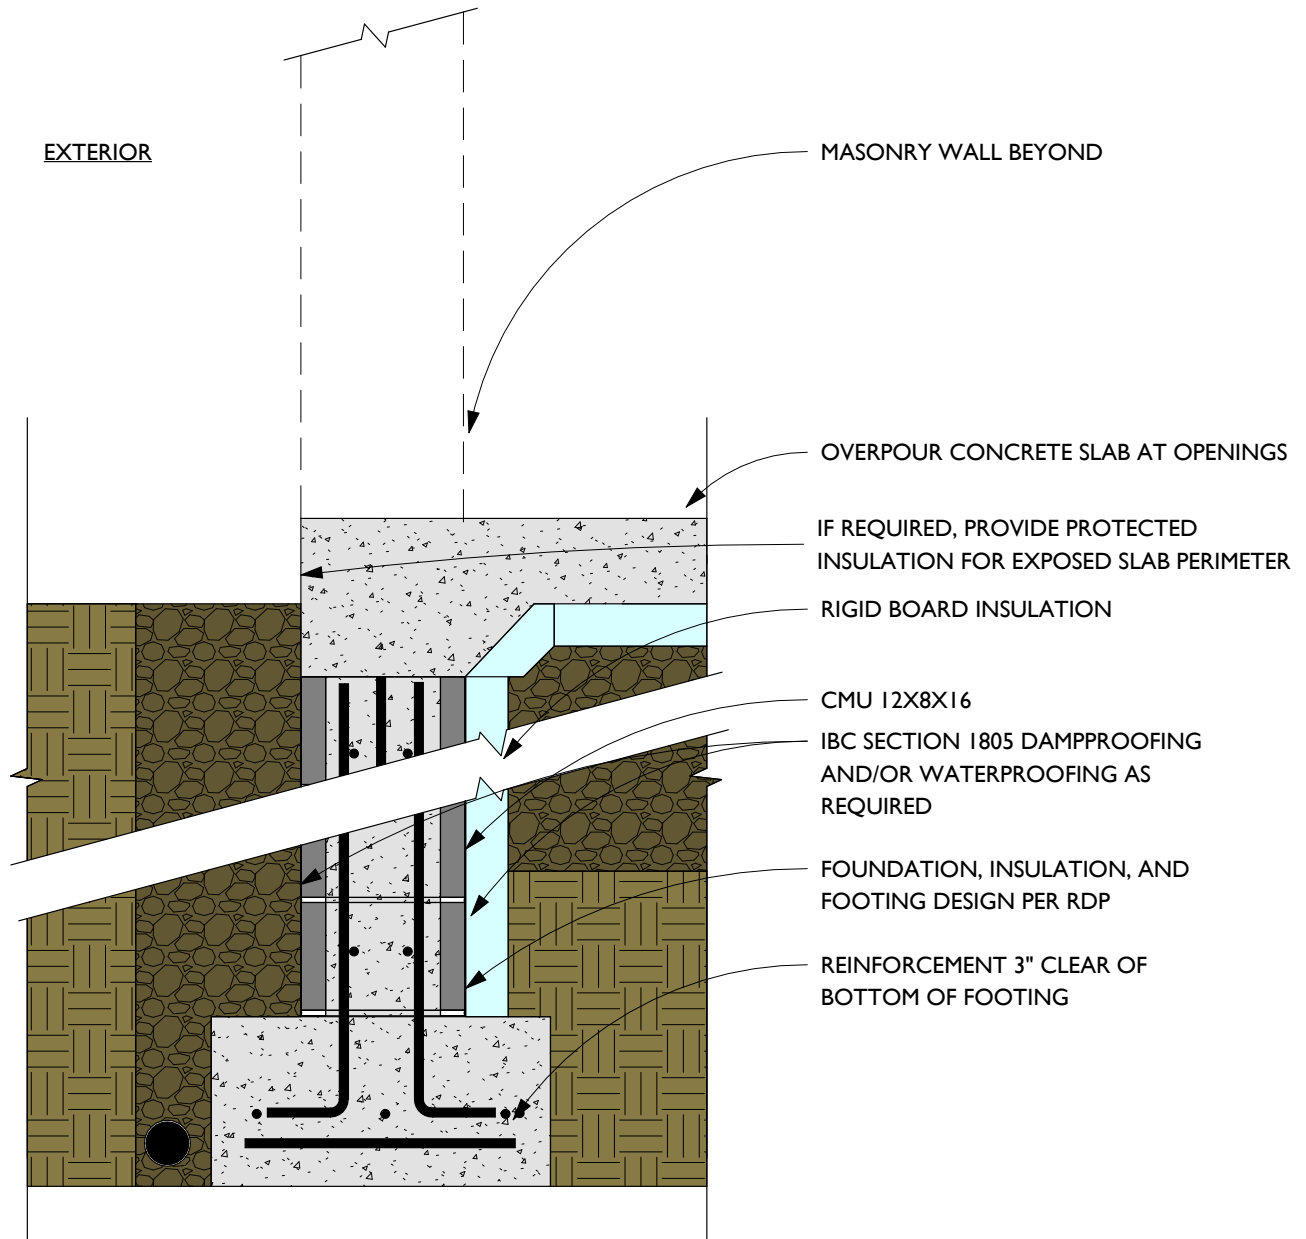 EXTERIOR
MASONRY WALL BEYOND
OVERPOUR CONCRETE SLAB AT OPENINGS
IF REQUIRED, PROVIDE PROTECTED
INSULATION FOR EXPOSED SLAB PERIMETER
RIGID BOARD INSULATION
CMU 12X8X16
IBC SECTION 1805 DAMPPROOFING
AND/OR WATERPROOFING AS
REQUIRED
FOUNDATION, INSULATION, AND
FOOTING DESIGN PER RDP
REINFORCEMENT 3" CLEAR OF
BOTTOM OF FOOTING